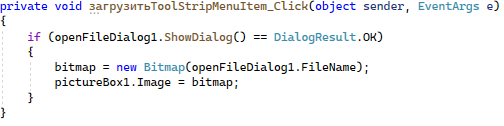 private void загрузитьToolStripMenuItem_Click(object sender, EventArgs e)
{
if (openFileDialog1.ShowDialog() == DialogResult.OK)
{
bitmap = new Bitmap(openFileDialog1.FileName);
pictureBox1.Image = bitmap;
}
}